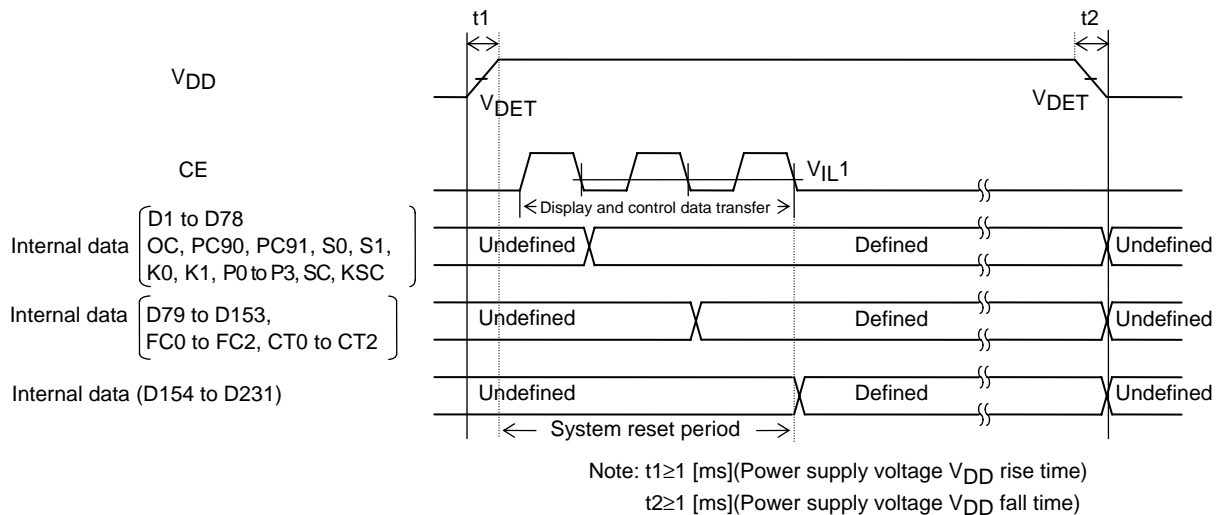 t1
t2
VDD
VDET
VDET
CE
VIL1
Display and control data transfer
Internal data
D1 to D78
OC, PC90, PC91, S0, S1,
K0, K1, P0 to P3, SC, KSC
Undefined
Defined
Undefined
Internal data
D79 to D153,
FC0 to FC2, CT0 to CT2
Undefined
Defined
Undefined
Internal data (D154 to D231)
Undefined
Defined
Undefined
System reset period
Note: t1≥1 [ms](Power supply voltage VDD rise time)
t2≥1 [ms](Power supply voltage VDD fall time)